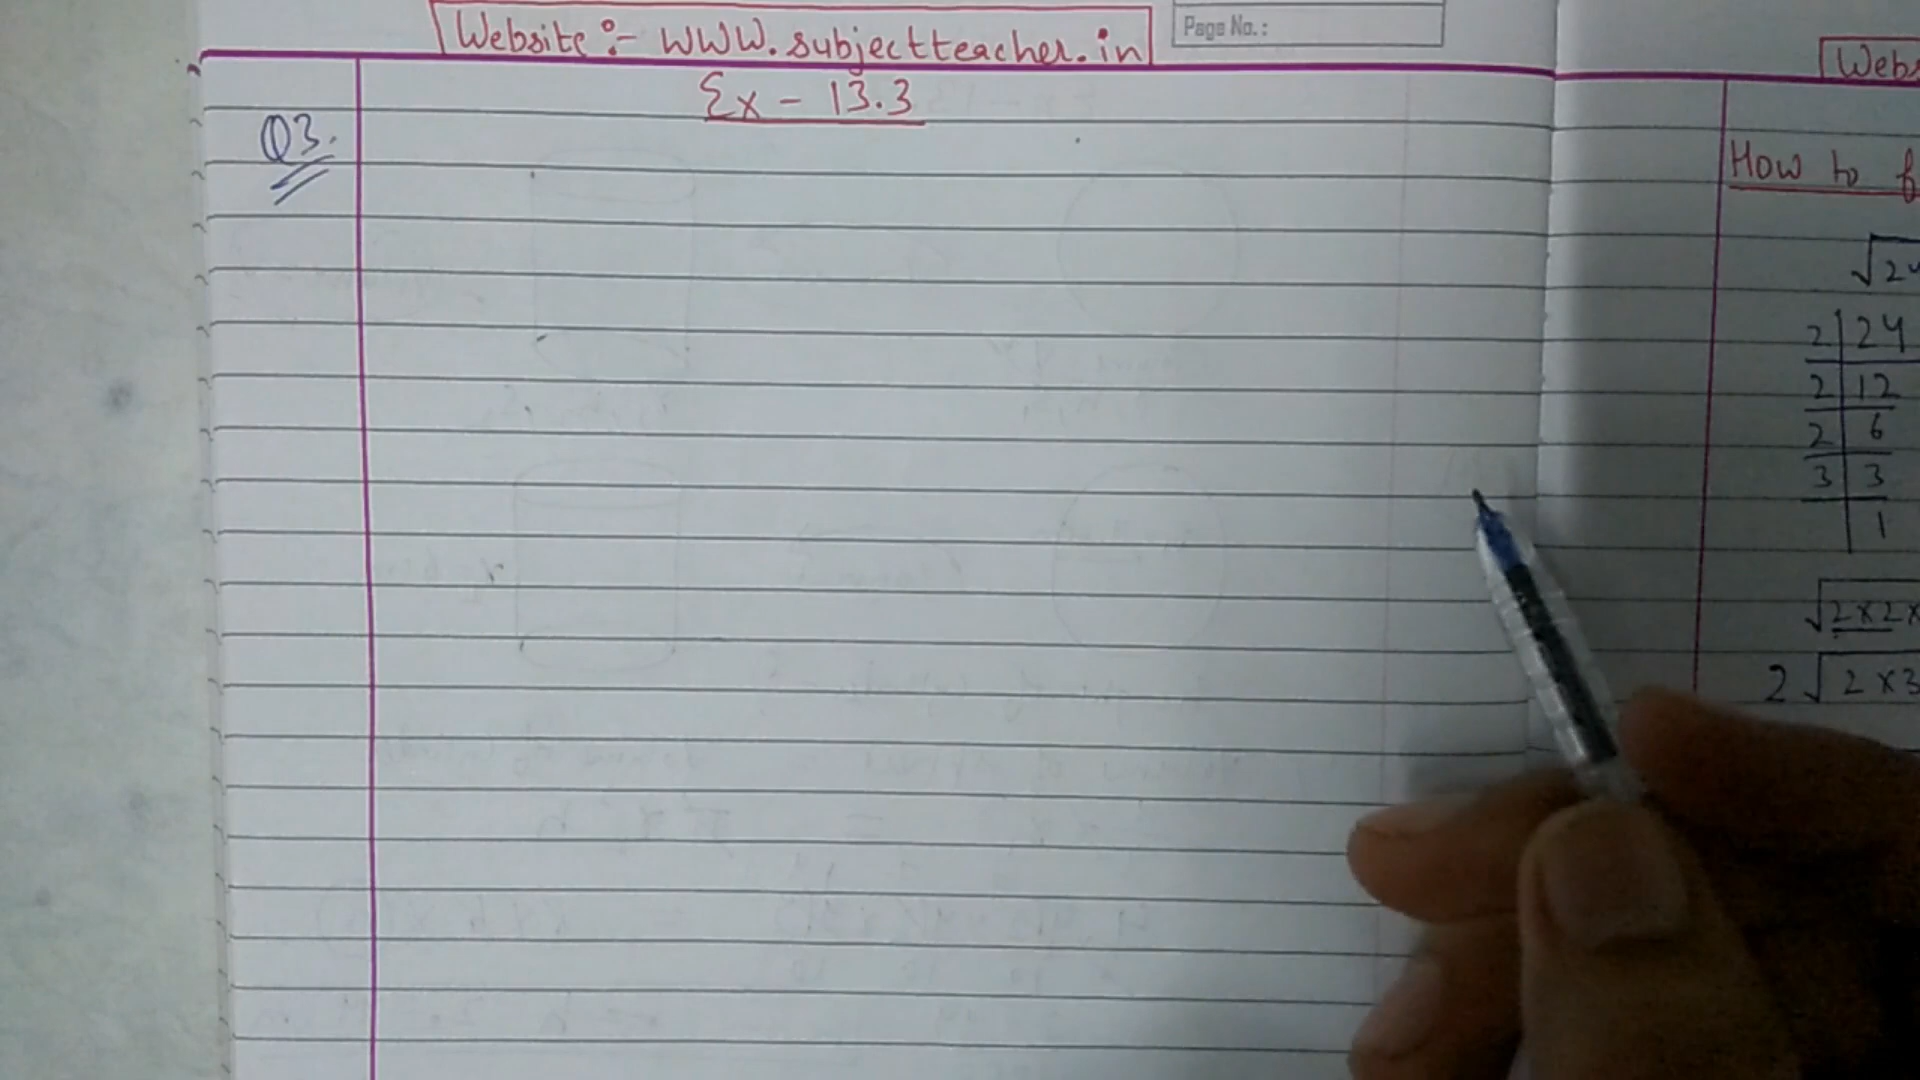 Website :- WWW.subjectteacher.in
Page No. :
Ex - 13.3
Q3.
Webs
How to f
√24
2 | 24
2 | 12
2 | 6
3 | 3
1
√2×2×
2√2×3